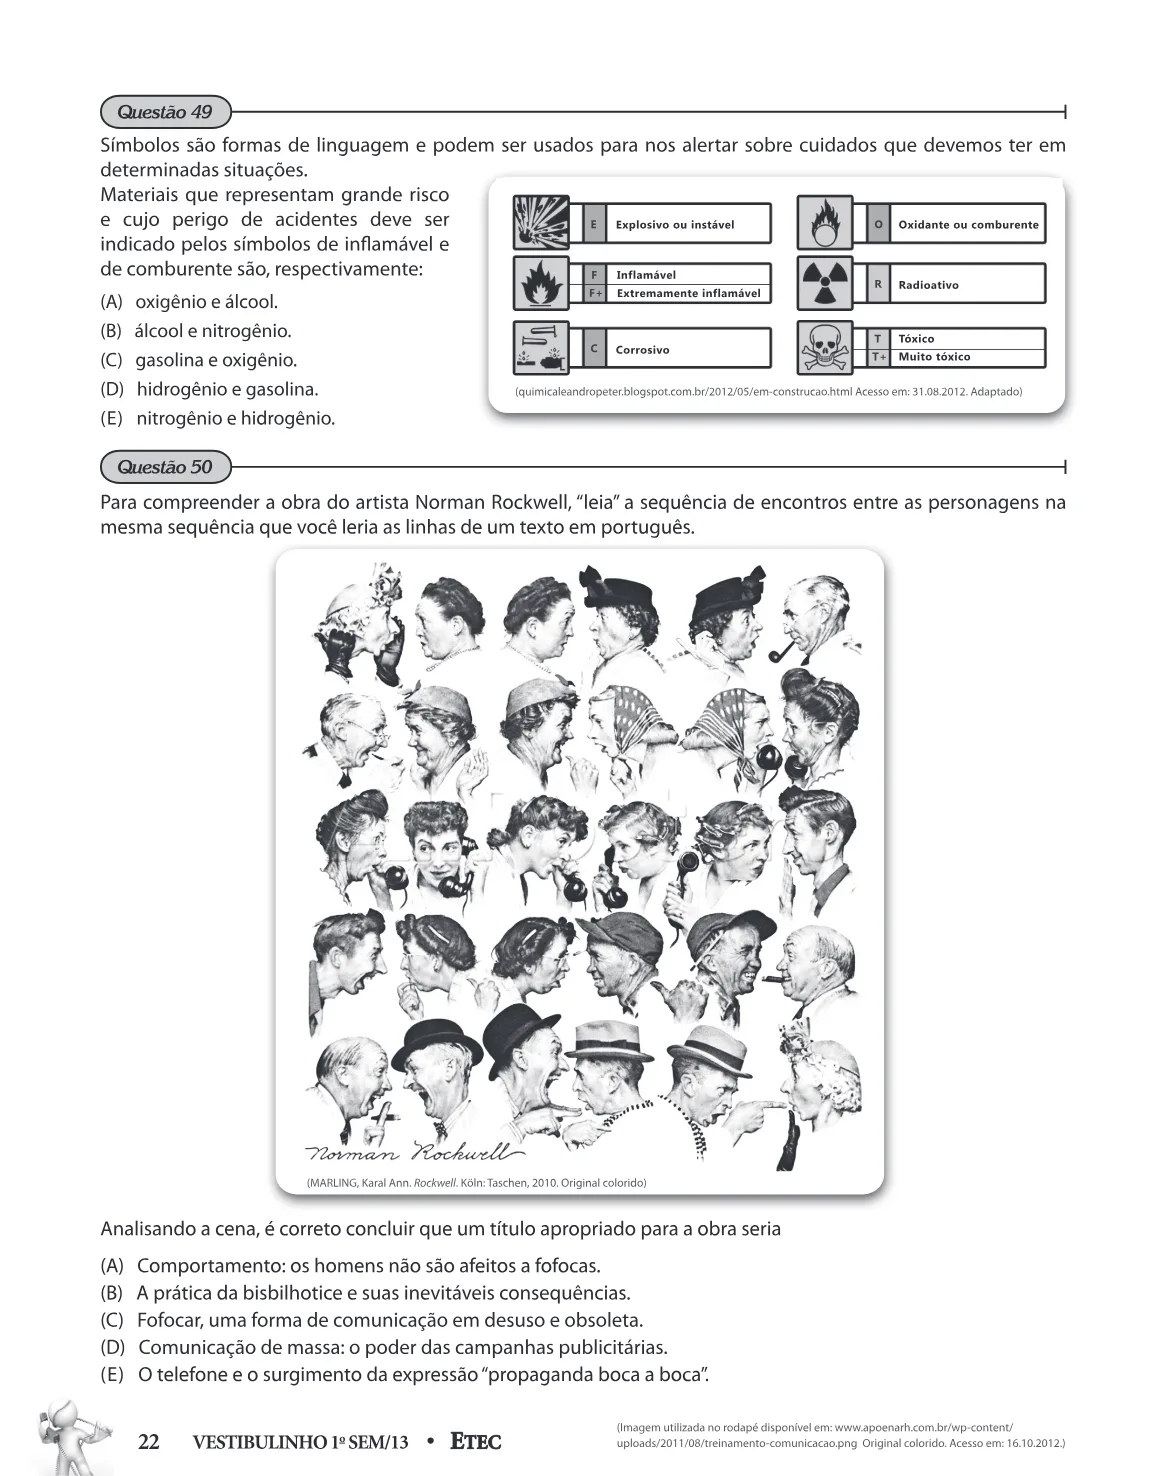 Questão 49
Símbolos são formas de linguagem e podem ser usados para nos alertar sobre cuidados que devemos ter em
determinadas situações.
Materiais que representam grande risco
e cujo perigo de acidentes deve ser
indicado pelos símbolos de inflamável e
de comburente são, respectivamente:
(A) oxigênio e álcool.
(B) álcool e nitrogênio.
(C) gasolina e oxigênio.
(D) hidrogênio e gasolina.
(E) nitrogênio e hidrogênio.
E Explosivo ou instável
O Oxidante ou comburente
F Inflamável
F+ Extremamente inflamável
R Radioativo
C Corrosivo
T Tóxico
T+ Muito tóxico
(quimicaleandropeter.blogspot.com.br/2012/05/em-construcao.html Acesso em: 31.08.2012. Adaptado)
Questão 50
Para compreender a obra do artista Norman Rockwell, “leia” a sequência de encontros entre as personagens na
mesma sequência que você leria as linhas de um texto em português.
Norman Rockwell
(MARLING, Karal Ann. Rockwell. Köln: Taschen, 2010. Original colorido)
Analisando a cena, é correto concluir que um título apropriado para a obra seria
(A) Comportamento: os homens não são afeitos a fofocas.
(B) A prática da bisbilhotice e suas inevitáveis consequências.
(C) Fofocar, uma forma de comunicação em desuso e obsoleta.
(D) Comunicação de massa: o poder das campanhas publicitárias.
(E) O telefone e o surgimento da expressão “propaganda boca a boca”.
22 VESTIBULINHO 1º SEM/13 • ETEC
(Imagem utilizada no rodapé disponível em: www.apoenarh.com.br/wp-content/
uploads/2011/08/treinamento-comunicacao.png Original colorido. Acesso em: 16.10.2012.)